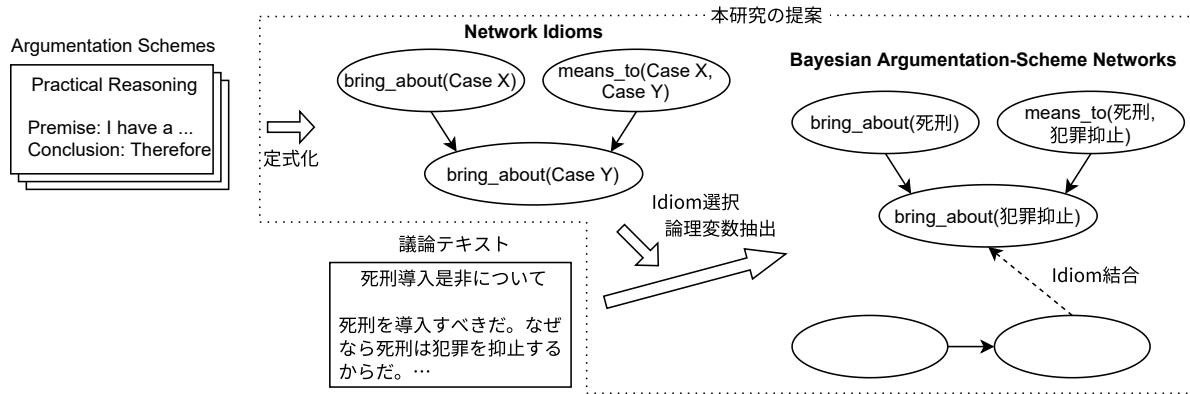 本研究の提案
Argumentation Schemes
Practical Reasoning
Premise: I have a ...
Conclusion: Therefore
定式化
Network Idioms
bring_about(Case X)
means_to(Case X,
Case Y)
bring_about(Case Y)
Idiom選択
論理変数抽出
議論テキスト
死刑導入是非について
死刑を導入すべきだ。なぜ
なら死刑は犯罪を抑止する
からだ。…
Bayesian Argumentation-Scheme Networks
bring_about(死刑)
means_to(死刑,
犯罪抑止)
bring_about(犯罪抑止)
Idiom結合